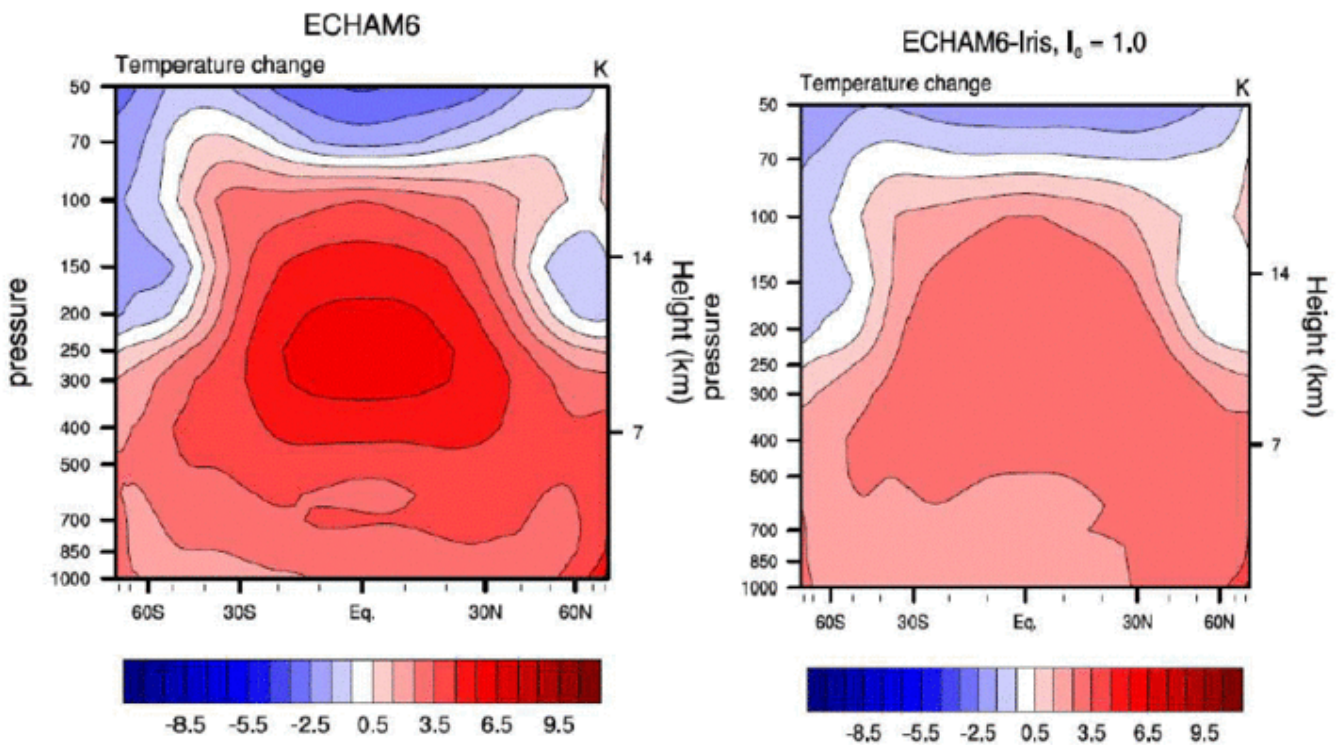 ECHAM6
Temperature change K
50
70
100
150
200
250
300
400
500
700
850
1000
pressure
14
7
Height (km)
60S 30S Eq. 30N 60N
-8.5 -5.5 -2.5 0.5 3.5 6.5 9.5
ECHAM6-Iris, Iₑ = 1.0
Temperature change K
50
70
100
150
200
250
300
400
500
700
850
1000
pressure
14
7
Height (km)
60S 30S Eq. 30N 60N
-8.5 -5.5 -2.5 0.5 3.5 6.5 9.5